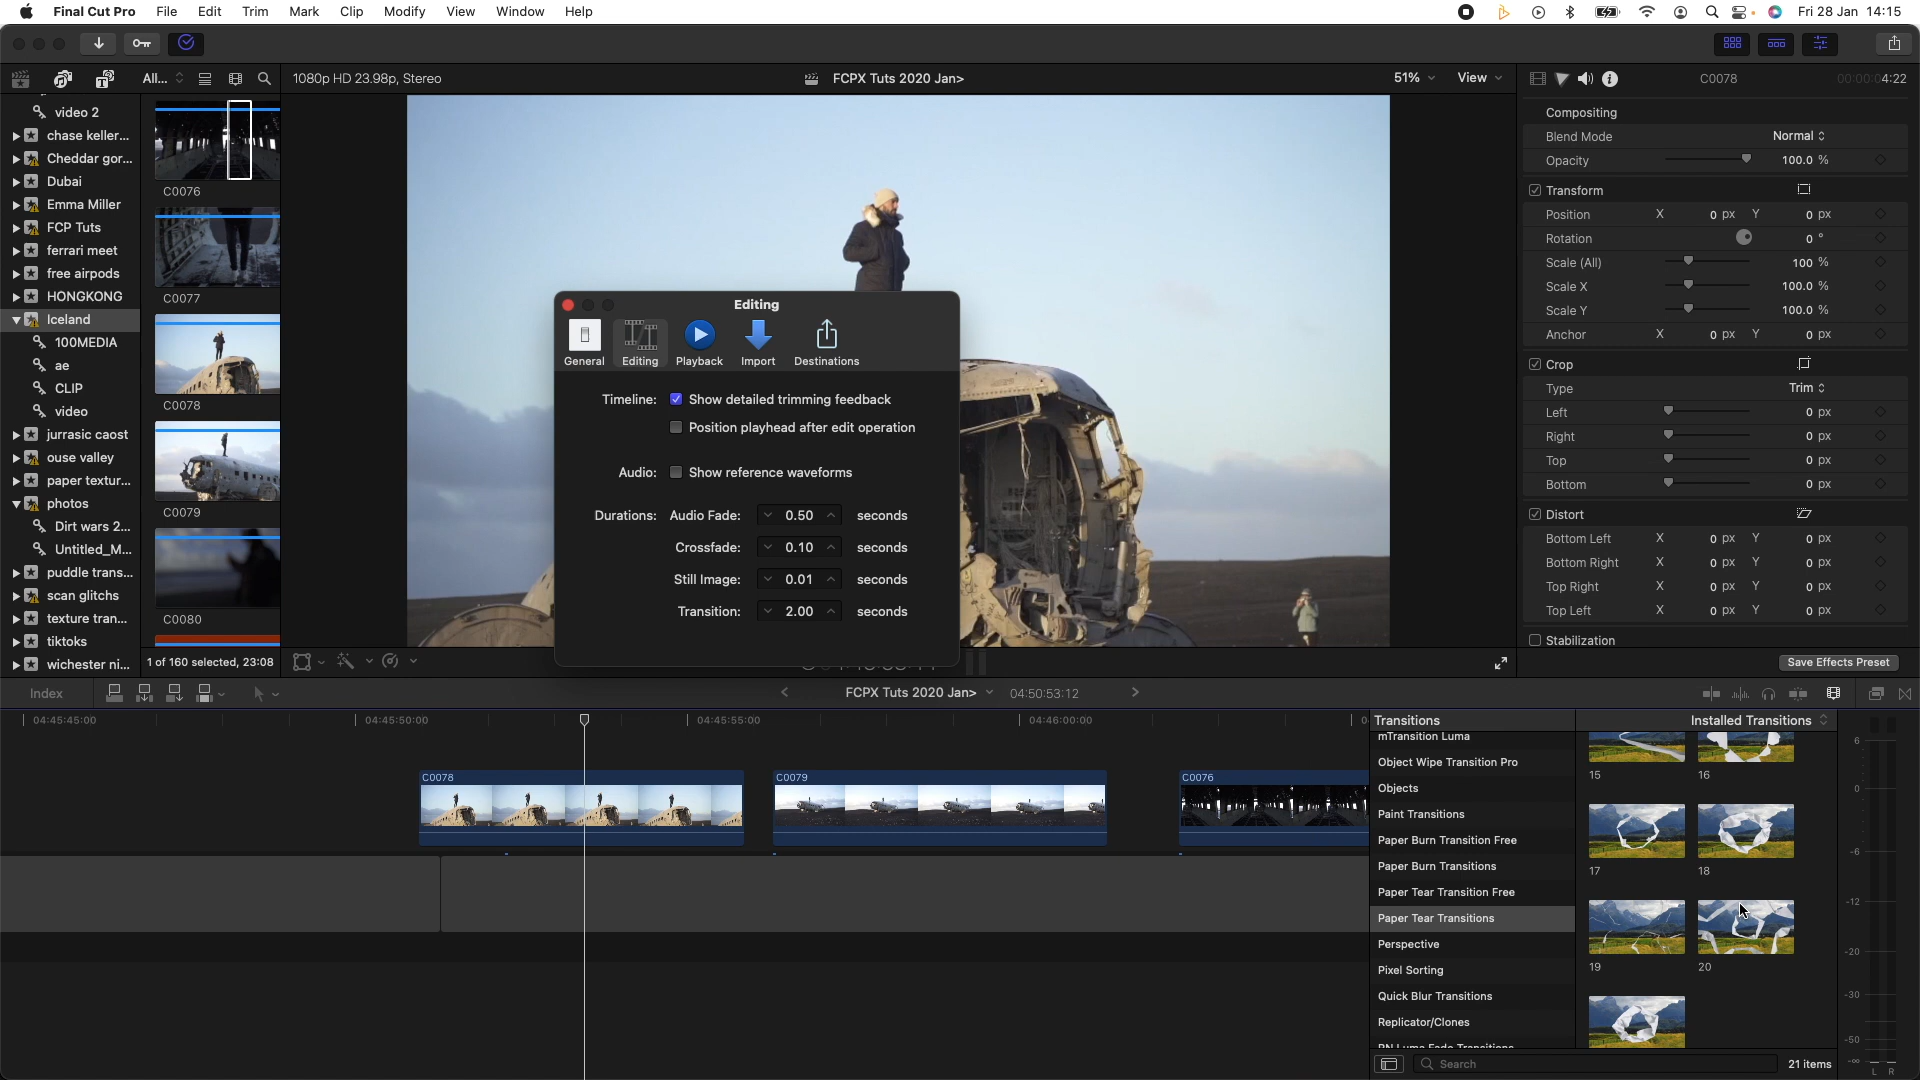 Final Cut Pro File Edit Trim Mark Clip Modify View Window Help
Fri 28 Jan 14:15
All...
1080p HD 23.98p, Stereo
FCPX Tuts 2020 Jan>
51%
View
C0078
00:00:04:22
video 2
chase keller...
Cheddar gor...
Dubai
Emma Miller
FCP Tuts
ferrari meet
free airpods
HONGKONG
Iceland
100MEDIA
ae
CLIP
video
jurrasic caost
ouse valley
paper textur...
photos
Dirt wars 2...
Untitled_M...
puddle trans...
scan glitchs
texture tran...
tiktoks
wichester ni...
C0076
C0077
C0078
C0079
C0080
1 of 160 selected, 23:08
Editing
General
Editing
Playback
Import
Destinations
Timeline: Show detailed trimming feedback
Position playhead after edit operation
Audio: Show reference waveforms
Durations: Audio Fade: 0.50 seconds
Crossfade: 0.10 seconds
Still Image: 0.01 seconds
Transition: 2.00 seconds
Compositing
Blend Mode Normal
Opacity 100.0 %
Transform
Position X 0 px Y 0 px
Rotation 0 °
Scale (All) 100 %
Scale X 100.0 %
Scale Y 100.0 %
Anchor X 0 px Y 0 px
Crop
Type Trim
Left 0 px
Right 0 px
Top 0 px
Bottom 0 px
Distort
Bottom Left X 0 px Y 0 px
Bottom Right X 0 px Y 0 px
Top Right X 0 px Y 0 px
Top Left X 0 px Y 0 px
Stabilization
Save Effects Preset
Index
FCPX Tuts 2020 Jan>
04:50:53:12
04:45:45:00
04:45:50:00
04:45:55:00
04:46:00:00
C0078
C0079
C0076
Transitions
Installed Transitions
mTransition Luma
Object Wipe Transition Pro
Objects
Paint Transitions
Paper Burn Transition Free
Paper Burn Transitions
Paper Tear Transition Free
Paper Tear Transitions
Perspective
Pixel Sorting
Quick Blur Transitions
Replicator/Clones
15
16
17
18
19
20
Search
21 items
6
0
-6
-12
-20
-30
-50
-∞
L R